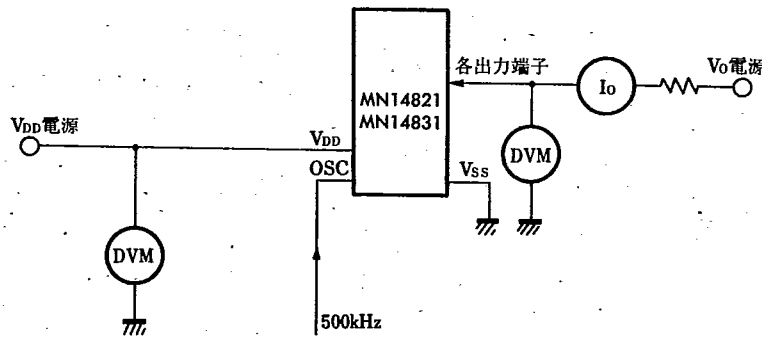 各出力端子
IO
VO電源
MN14821
MN14831
VDD電源
VDD
DVM
OSC
VSS
DVM
500kHz